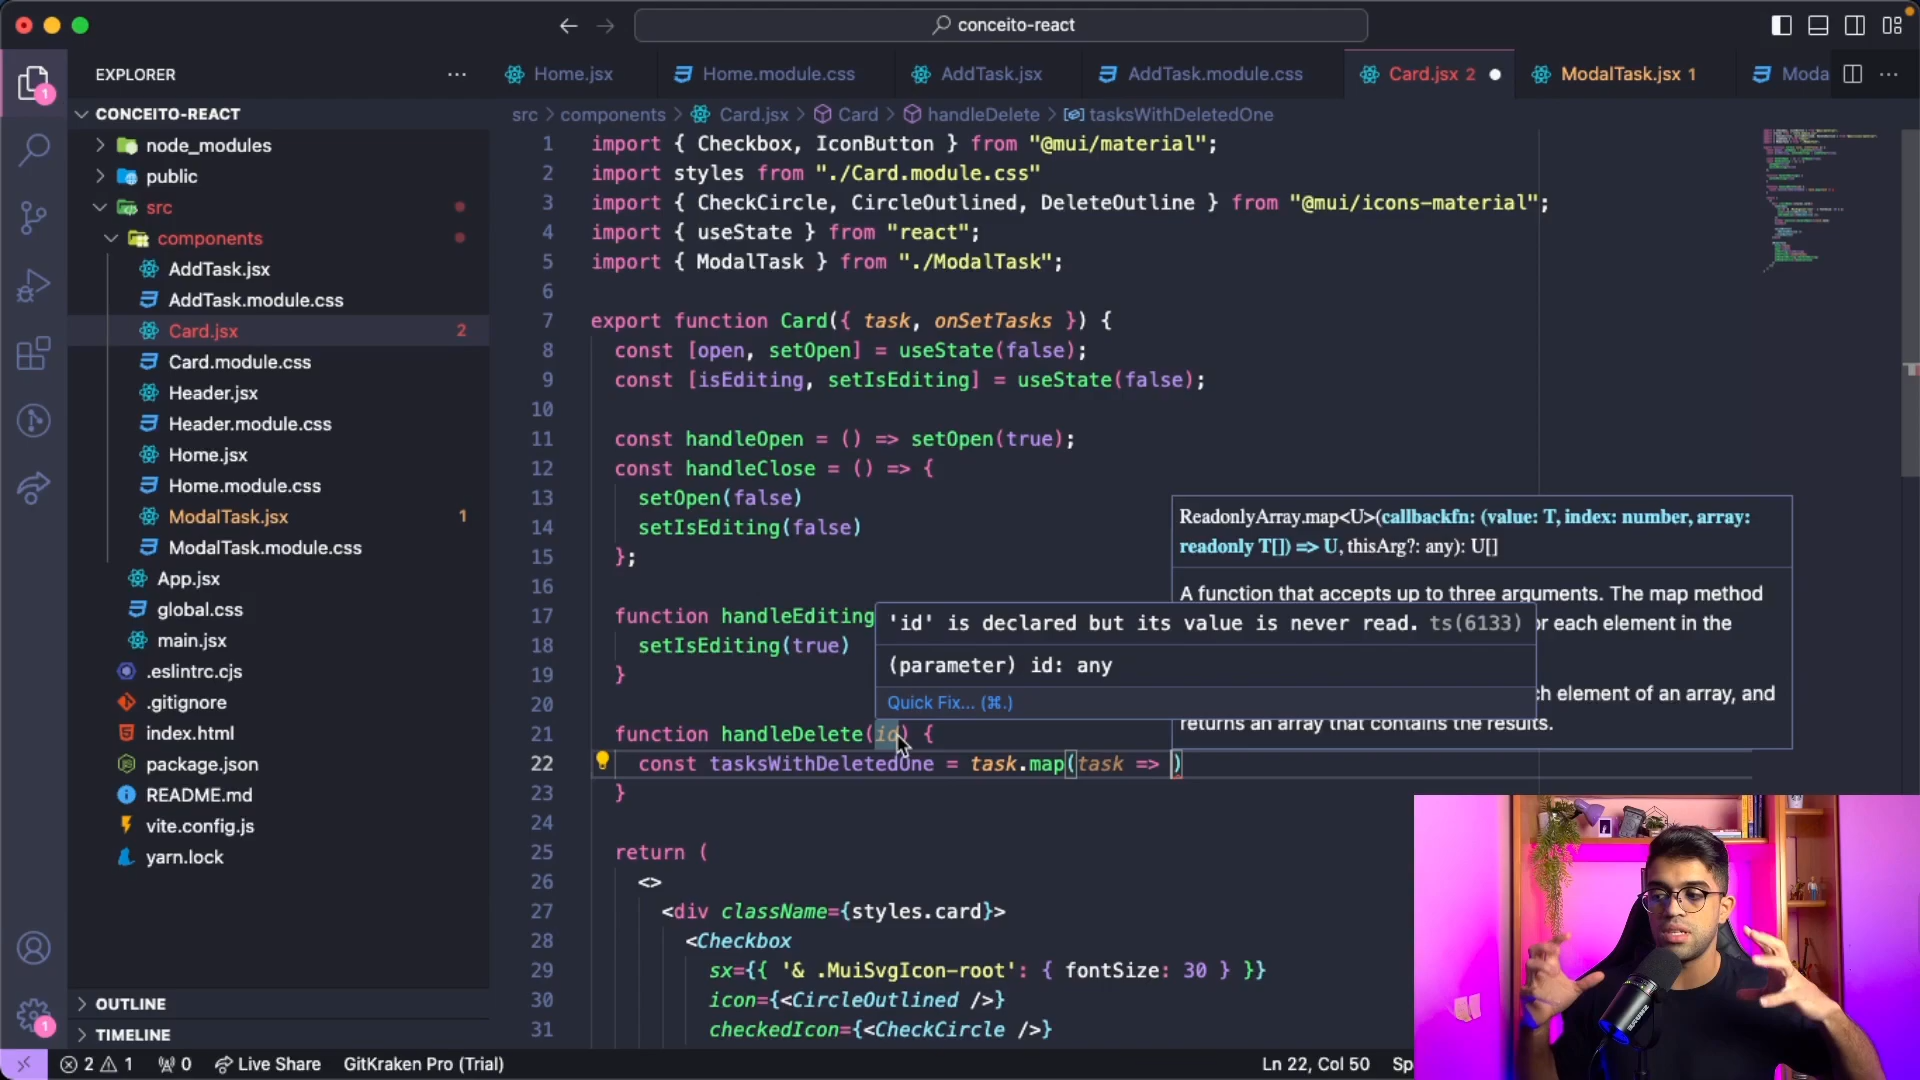 conceito-react
EXPLORER
Home.jsx
Home.module.css
AddTask.jsx
AddTask.module.css
Card.jsx 2
ModalTask.jsx 1
Moda
CONCEITO-REACT
node_modules
public
src
components
AddTask.jsx
AddTask.module.css
Card.jsx 2
Card.module.css
Header.jsx
Header.module.css
Home.jsx
Home.module.css
ModalTask.jsx 1
ModalTask.module.css
App.jsx
global.css
main.jsx
.eslintrc.cjs
.gitignore
index.html
package.json
README.md
vite.config.js
yarn.lock
OUTLINE
TIMELINE
1
1
src > components > Card.jsx > Card > handleDelete > tasksWithDeletedOne
1 import { Checkbox, IconButton } from "@mui/material";
2 import styles from "./Card.module.css"
3 import { CheckCircle, CircleOutlined, DeleteOutline } from "@mui/icons-material";
4 import { useState } from "react";
5 import { ModalTask } from "./ModalTask";
6
7 export function Card({ task, onSetTasks }) {
8 const [open, setOpen] = useState(false);
9 const [isEditing, setIsEditing] = useState(false);
10
11 const handleOpen = () => setOpen(true);
12 const handleClose = () => {
13 setOpen(false)
14 setIsEditing(false)
15 };
16
17 function handleEditing
18 setIsEditing(true)
19 }
20
21 function handleDelete(id) {
22 const tasksWithDeletedOne = task.map(task => )
23 }
24
25 return (
26 <>
27 <div className={styles.card}>
28 <Checkbox
29 sx={{ '& .MuiSvgIcon-root': { fontSize: 30 } }}
30 icon={<CircleOutlined />}
31 checkedIcon={<CheckCircle />}
ReadonlyArray.map<U>(callbackfn: (value: T, index: number, array:
readonly T[]) => U, thisArg?: any): U[]
A function that accepts up to three arguments. The map method
or each element in the
ch element of an array, and
returns an array that contains the results.
'id' is declared but its value is never read. ts(6133)
(parameter) id: any
Quick Fix... (⌘.)
2 1
0
Live Share
GitKraken Pro (Trial)
Ln 22, Col 50
Sp